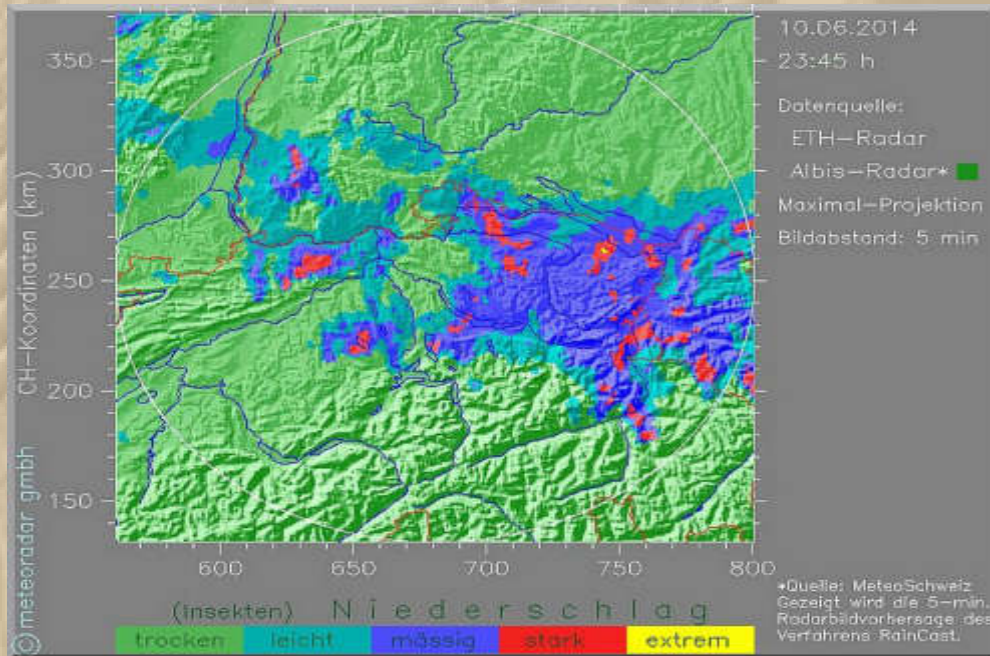 10.06.2014
23:45 h
Datenquelle:
ETH-Radar
Albis-Radar*
Maximal-Projektion
Bildabstand: 5 min
350
300
250
200
150
CH-Koordinaten (km)
© meteoradar gmbh
600 650 700 750 800
(Insekten) Niederschlag
trocken leicht mässig stark extrem
*Quelle: MeteoSchweiz
Gezeigt wird die 5-min.
Radarbildvorhersage des
Verfahrens RainCast.